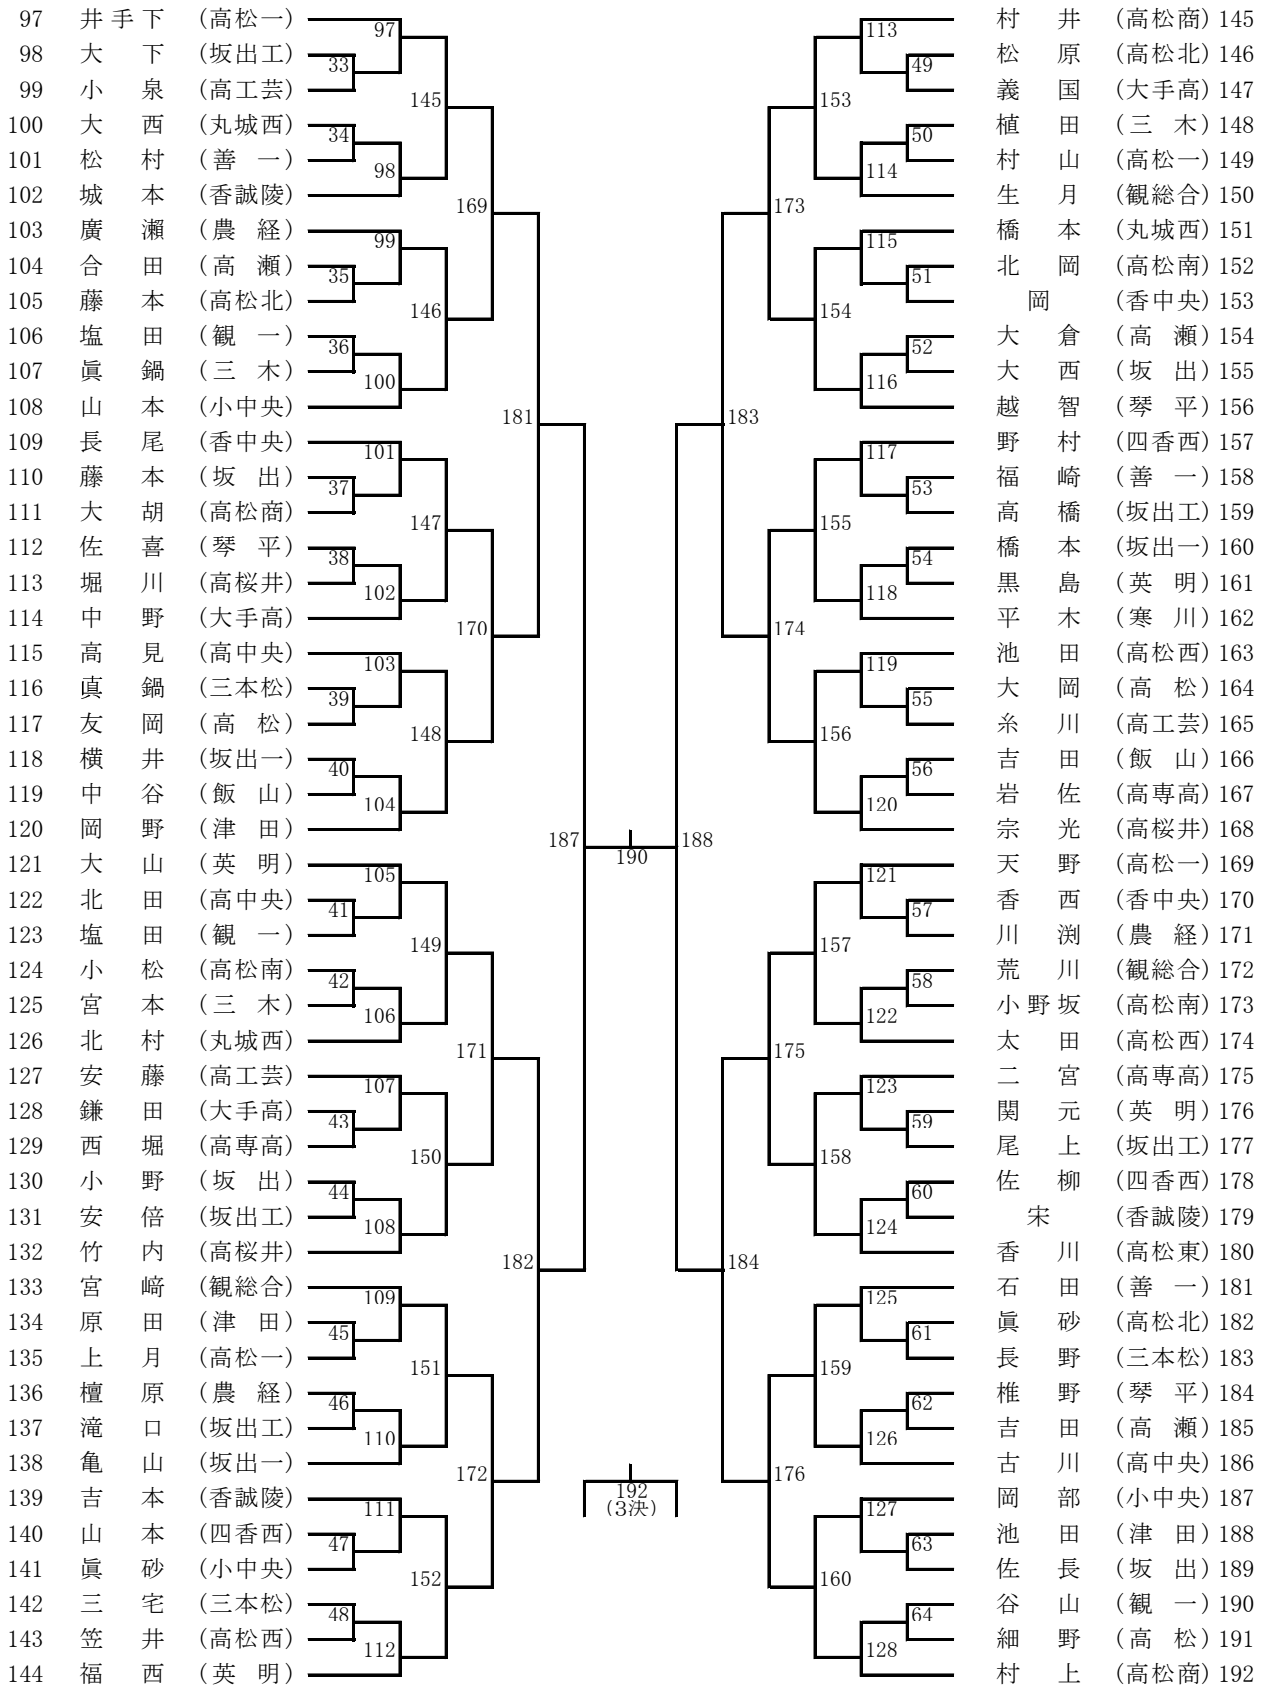 97 井手下 (高松一) 97 113 村井 (高松商) 145
98 大下 (坂出工) 33 49 松原 (高松北) 146
99 小泉 (高工芸) 145 153 義国 (大手高) 147
100 大西 (丸城西) 34 50 植田 (三木) 148
101 松村 (善一) 98 114 村山 (高松一) 149
102 城本 (香誠陵) 169 173 生月 (観総合) 150
103 廣瀬 (農経) 99 115 橋本 (丸城西) 151
104 合田 (高瀬) 35 51 北岡 (高松南) 152
105 藤本 (高松北) 146 154 岡 (香中央) 153
106 塩田 (観一) 36 52 大倉 (高瀬) 154
107 眞鍋 (三木) 100 116 大西 (坂出) 155
108 山本 (小中央) 181 183 越智 (琴平) 156
109 長尾 (香中央) 101 117 野村 (四香西) 157
110 藤本 (坂出) 37 53 福崎 (善一) 158
111 大胡 (高松商) 147 155 高橋 (坂出工) 159
112 佐喜 (琴平) 38 54 橋本 (坂出一) 160
113 堀川 (高桜井) 102 118 黒島 (英明) 161
114 中野 (大手高) 170 174 平木 (寒川) 162
115 高見 (高中央) 103 119 池田 (高松西) 163
116 真鍋 (三本松) 39 55 大岡 (高松) 164
117 友岡 (高松) 148 156 糸川 (高工芸) 165
118 横井 (坂出一) 40 56 吉田 (飯山) 166
119 中谷 (飯山) 104 120 岩佐 (高専高) 167
120 岡野 (津田) 187 190 188 宗光 (高桜井) 168
121 大山 (英明) 105 121 天野 (高松一) 169
122 北田 (高中央) 41 57 香西 (香中央) 170
123 塩田 (観一) 149 157 川渕 (農経) 171
124 小松 (高松南) 42 58 荒川 (観総合) 172
125 宮本 (三木) 106 122 小野坂 (高松南) 173
126 北村 (丸城西) 171 175 太田 (高松西) 174
127 安藤 (高工芸) 107 123 二宮 (高専高) 175
128 鎌田 (大手高) 43 59 関元 (英明) 176
129 西堀 (高専高) 150 158 尾上 (坂出工) 177
130 小野 (坂出) 44 60 佐柳 (四香西) 178
131 安倍 (坂出工) 108 124 宋 (香誠陵) 179
132 竹内 (高桜井) 182 184 香川 (高松東) 180
133 宮﨑 (観総合) 109 125 石田 (善一) 181
134 原田 (津田) 45 61 眞砂 (高松北) 182
135 上月 (高松一) 151 159 長野 (三本松) 183
136 檀原 (農経) 46 62 椎野 (琴平) 184
137 滝口 (坂出工) 110 126 吉田 (高瀬) 185
138 亀山 (坂出一) 172 176 古川 (高中央) 186
139 吉本 (香誠陵) 111 192 127 岡部 (小中央) 187
(3決)
140 山本 (四香西) 47 63 池田 (津田) 188
141 眞砂 (小中央) 152 160 佐長 (坂出) 189
142 三宅 (三本松) 48 64 谷山 (観一) 190
143 笠井 (高松西) 112 128 細野 (高松) 191
144 福西 (英明) 村上 (高松商) 192